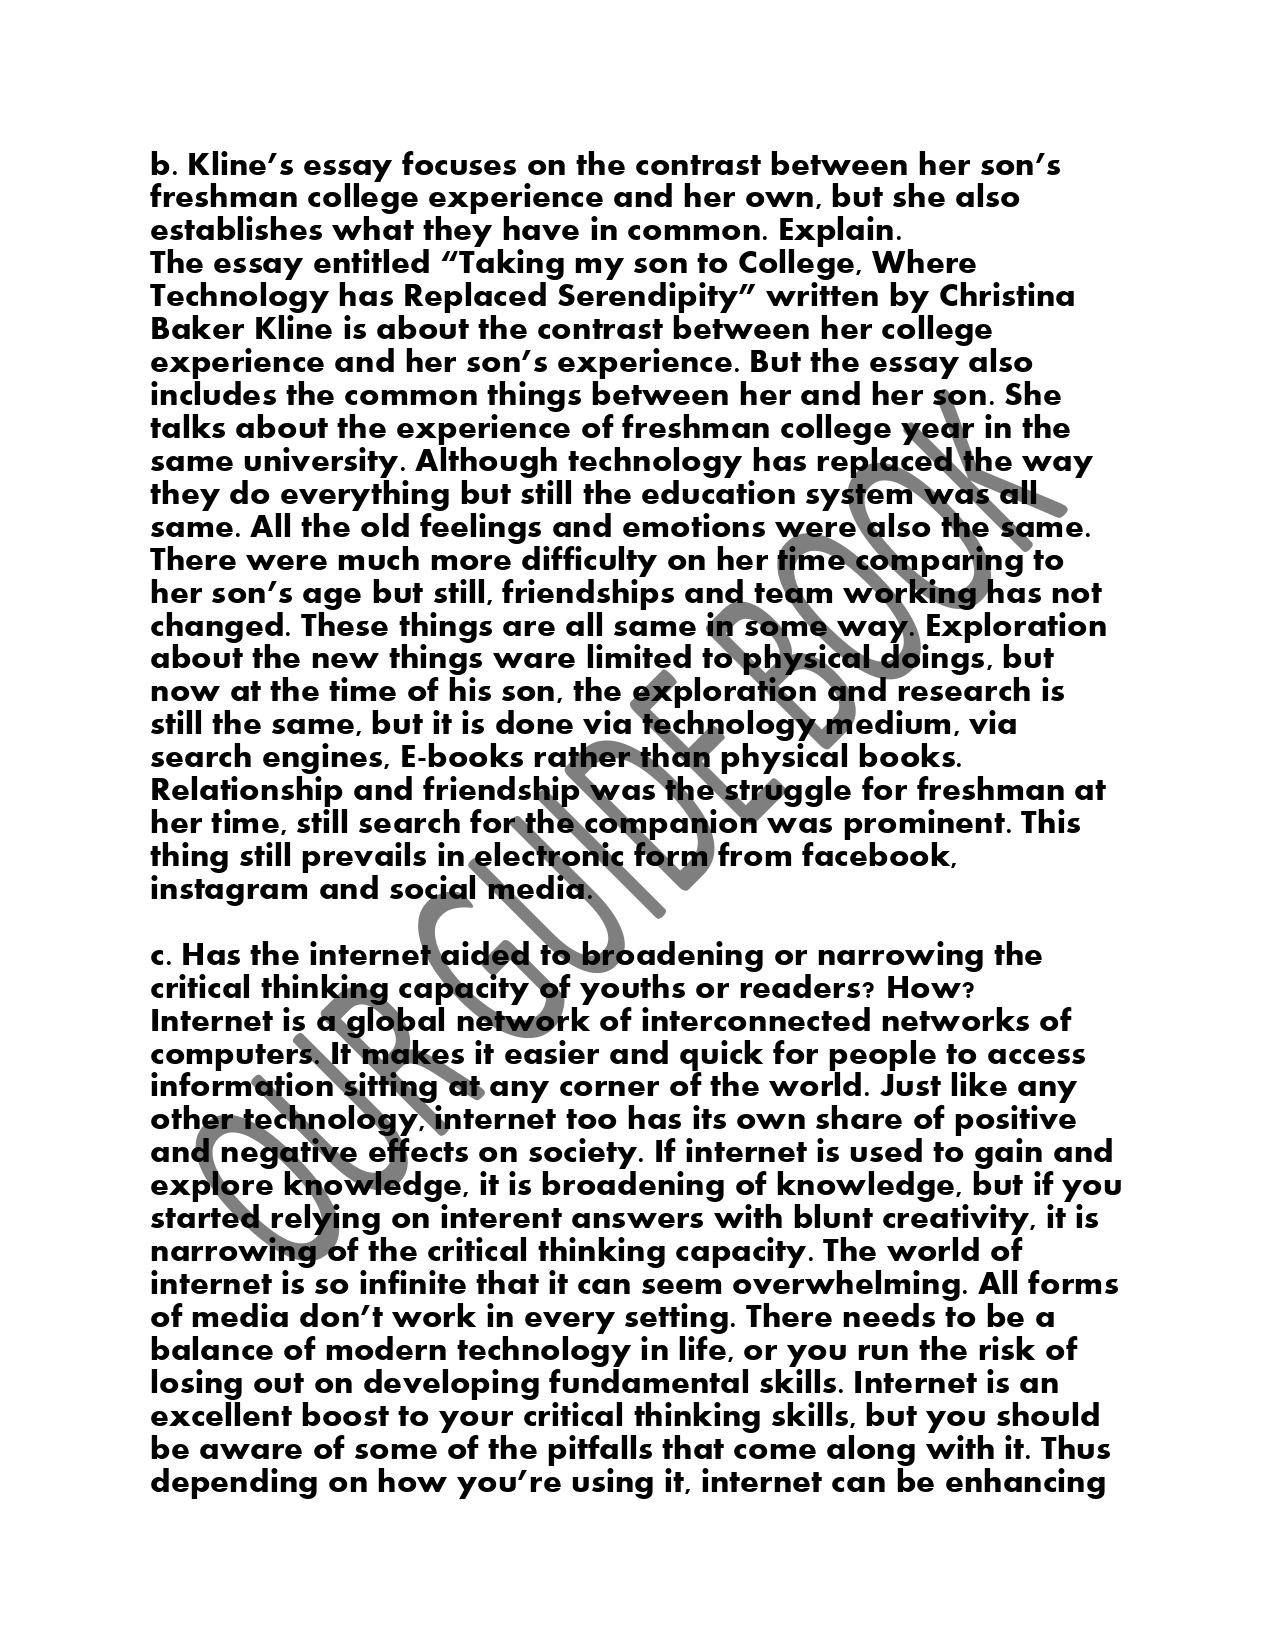 b. Kline’s essay focuses on the contrast between her son’s
freshman college experience and her own, but she also
establishes what they have in common. Explain.
The essay entitled “Taking my son to College, Where
Technology has Replaced Serendipity” written by Christina
Baker Kline is about the contrast between her college
experience and her son’s experience. But the essay also
includes the common things between her and her son. She
talks about the experience of freshman college year in the
same university. Although technology has replaced the way
they do everything but still the education system was all
same. All the old feelings and emotions were also the same.
There were much more difficulty on her time comparing to
her son’s age but still, friendships and team working has not
changed. These things are all same in some way. Exploration
about the new things ware limited to physical doings, but
now at the time of his son, the exploration and research is
still the same, but it is done via technology medium, via
search engines, E-books rather than physical books.
Relationship and friendship was the struggle for freshman at
her time, still search for the companion was prominent. This
thing still prevails in electronic form from facebook,
instagram and social media.
c. Has the internet aided to broadening or narrowing the
critical thinking capacity of youths or readers? How?
Internet is a global network of interconnected networks of
computers. It makes it easier and quick for people to access
information sitting at any corner of the world. Just like any
other technology, internet too has its own share of positive
and negative effects on society. If internet is used to gain and
explore knowledge, it is broadening of knowledge, but if you
started relying on interent answers with blunt creativity, it is
narrowing of the critical thinking capacity. The world of
internet is so infinite that it can seem overwhelming. All forms
of media don’t work in every setting. There needs to be a
balance of modern technology in life, or you run the risk of
losing out on developing fundamental skills. Internet is an
excellent boost to your critical thinking skills, but you should
be aware of some of the pitfalls that come along with it. Thus
depending on how you’re using it, internet can be enhancing
OUR GUIDE BOOK